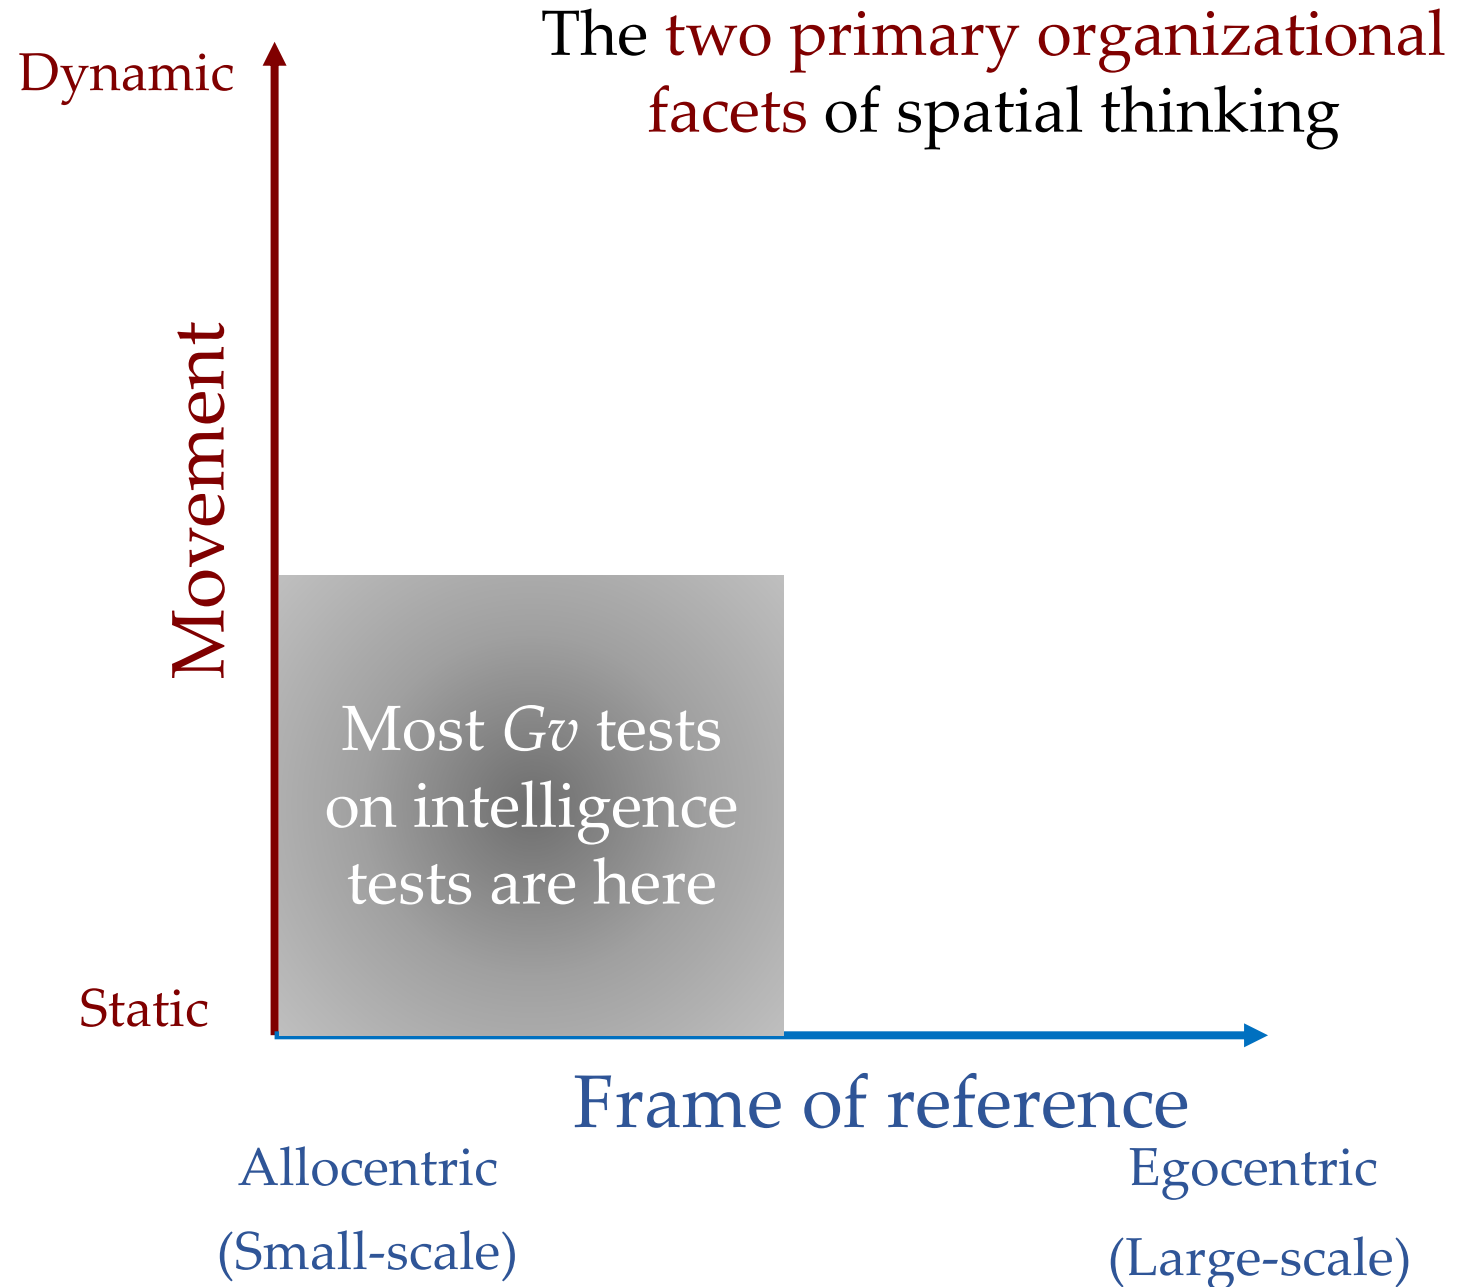 The two primary organizational
facets of spatial thinking
Dynamic
Movement
Most Gv tests
on intelligence
tests are here
Static
Frame of reference
Allocentric
(Small-scale)
Egocentric
(Large-scale)